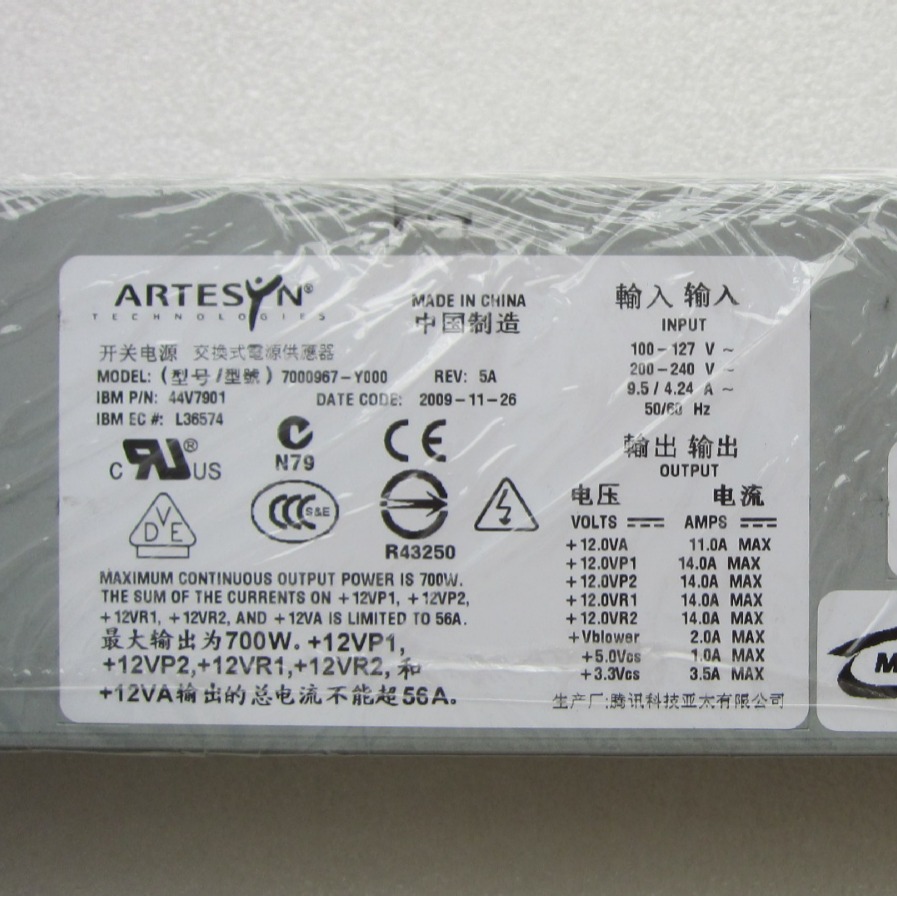 ARTESYN®
TECHNOLOGIES
MADE IN CHINA
中国制造
开关电源 交换式電源供應器
MODEL: (型号/型號) 7000967-Y000 REV: 5A
IBM P/N: 44V7901 DATE CODE: 2009-11-26
IBM EC #: L36574
C RU® US
N79
CE
VDE
CCC S&E
R43250
MAXIMUM CONTINUOUS OUTPUT POWER IS 700W.
THE SUM OF THE CURRENTS ON +12VP1, +12VP2,
+12VR1, +12VR2, AND +12VA IS LIMITED TO 56A.
最大输出为700W。+12VP1,
+12VP2,+12VR1,+12VR2,和
+12VA输出的总电流不能超56A。
輸入 输入
INPUT
100-127 V ~
200-240 V ~
9.5/4.24 A ~
50/60 Hz
輸出 输出
OUTPUT
电压 电流
VOLTS AMPS
+12.0VA 11.0A MAX
+12.0VP1 14.0A MAX
+12.0VP2 14.0A MAX
+12.0VR1 14.0A MAX
+12.0VR2 14.0A MAX
+Vblower 2.0A MAX
+5.0Vcs 1.0A MAX
+3.3Vcs 3.5A MAX
生产厂:腾讯科技亚太有限公司